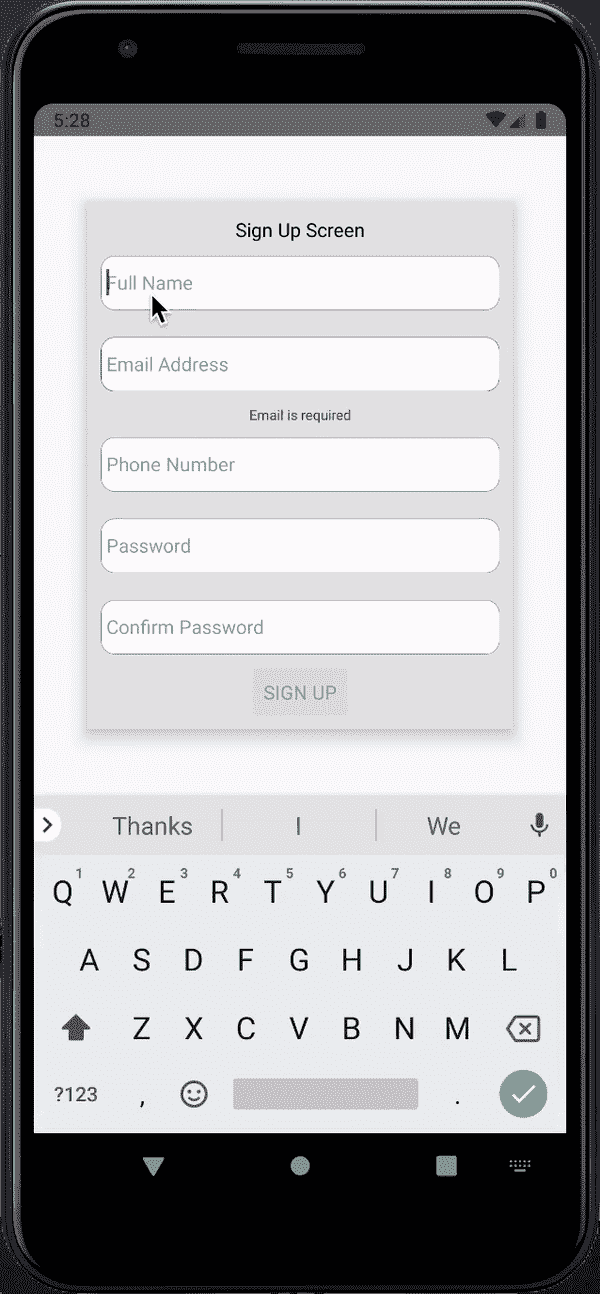 5:28
Sign Up Screen
Full Name
Email Address
Email is required
Phone Number
Password
Confirm Password
SIGN UP
Thanks I We
1 2 3 4 5 6 7 8 9 0
Q W E R T Y U I O P
A S D F G H J K L
Z X C V B N M
?123 , .